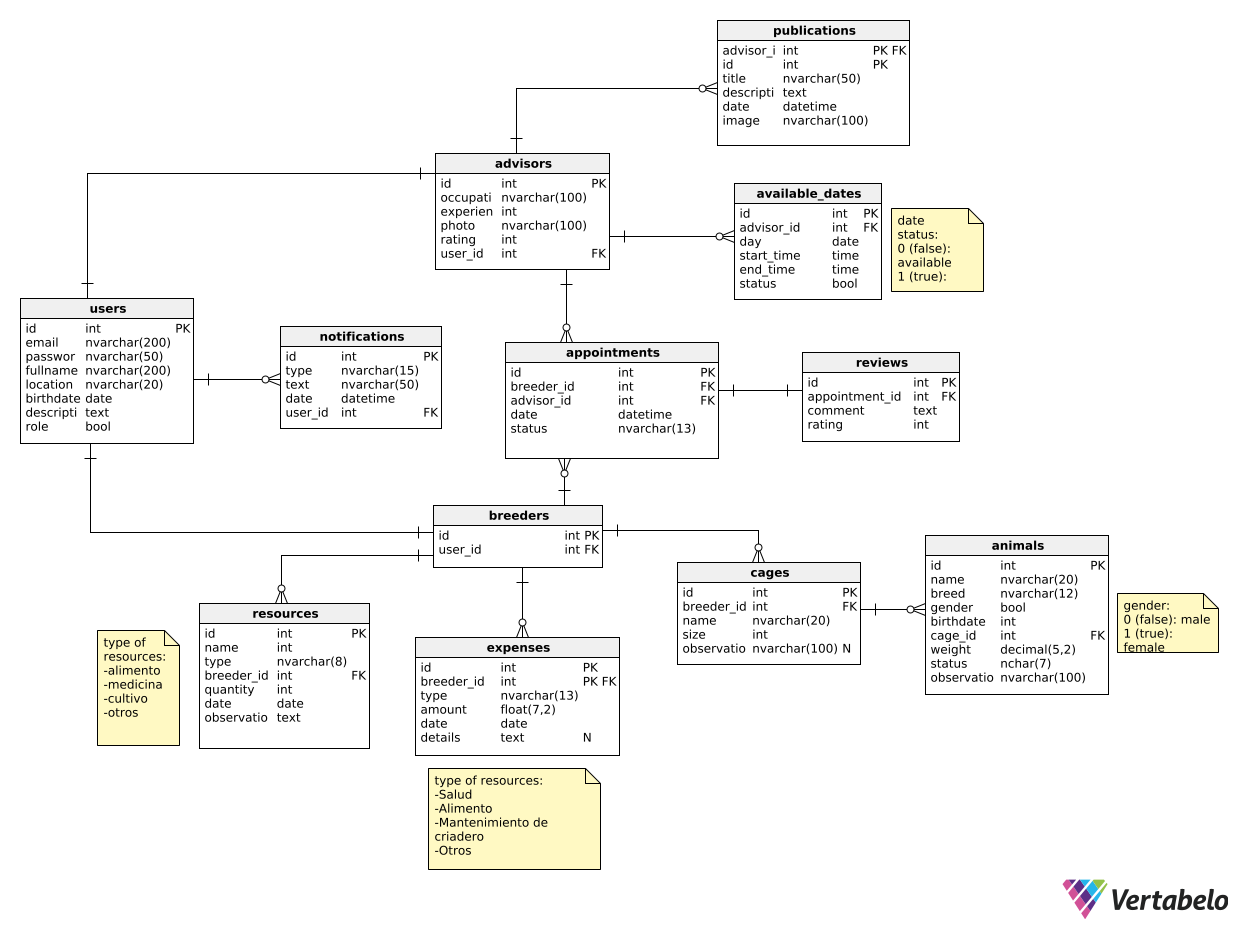 publications
advisor_i int PK FK
id int PK
title nvarchar(50)
descripti text
date datetime
image nvarchar(100)
advisors
id int PK
occupati nvarchar(100)
experien int
photo nvarchar(100)
rating int
user_id int FK
available_dates
id int PK
advisor_id int FK
day date
start_time time
end_time time
status bool
date
status:
0 (false):
available
1 (true):
users
id int PK
email nvarchar(200)
passwor nvarchar(50)
fullname nvarchar(200)
location nvarchar(20)
birthdate date
descripti text
role bool
notifications
id int PK
type nvarchar(15)
text nvarchar(50)
date datetime
user_id int FK
appointments
id int PK
breeder_id int FK
advisor_id int FK
date datetime
status nvarchar(13)
reviews
id int PK
appointment_id int FK
comment text
rating int
breeders
id int PK
user_id int FK
cages
id int PK
breeder_id int FK
name nvarchar(20)
size int
observatio nvarchar(100) N
animals
id int PK
name nvarchar(20)
breed nvarchar(12)
gender bool
birthdate int
cage_id int FK
weight decimal(5,2)
status nchar(7)
observatio nvarchar(100)
gender:
0 (false): male
1 (true):
female
resources
id int PK
name int
type nvarchar(8)
breeder_id int FK
quantity int
date date
observatio text
type of
resources:
-alimento
-medicina
-cultivo
-otros
expenses
id int PK
breeder_id int PK FK
type nvarchar(13)
amount float(7,2)
date date
details text N
type of resources:
-Salud
-Alimento
-Mantenimiento de
criadero
-Otros
Vertabelo